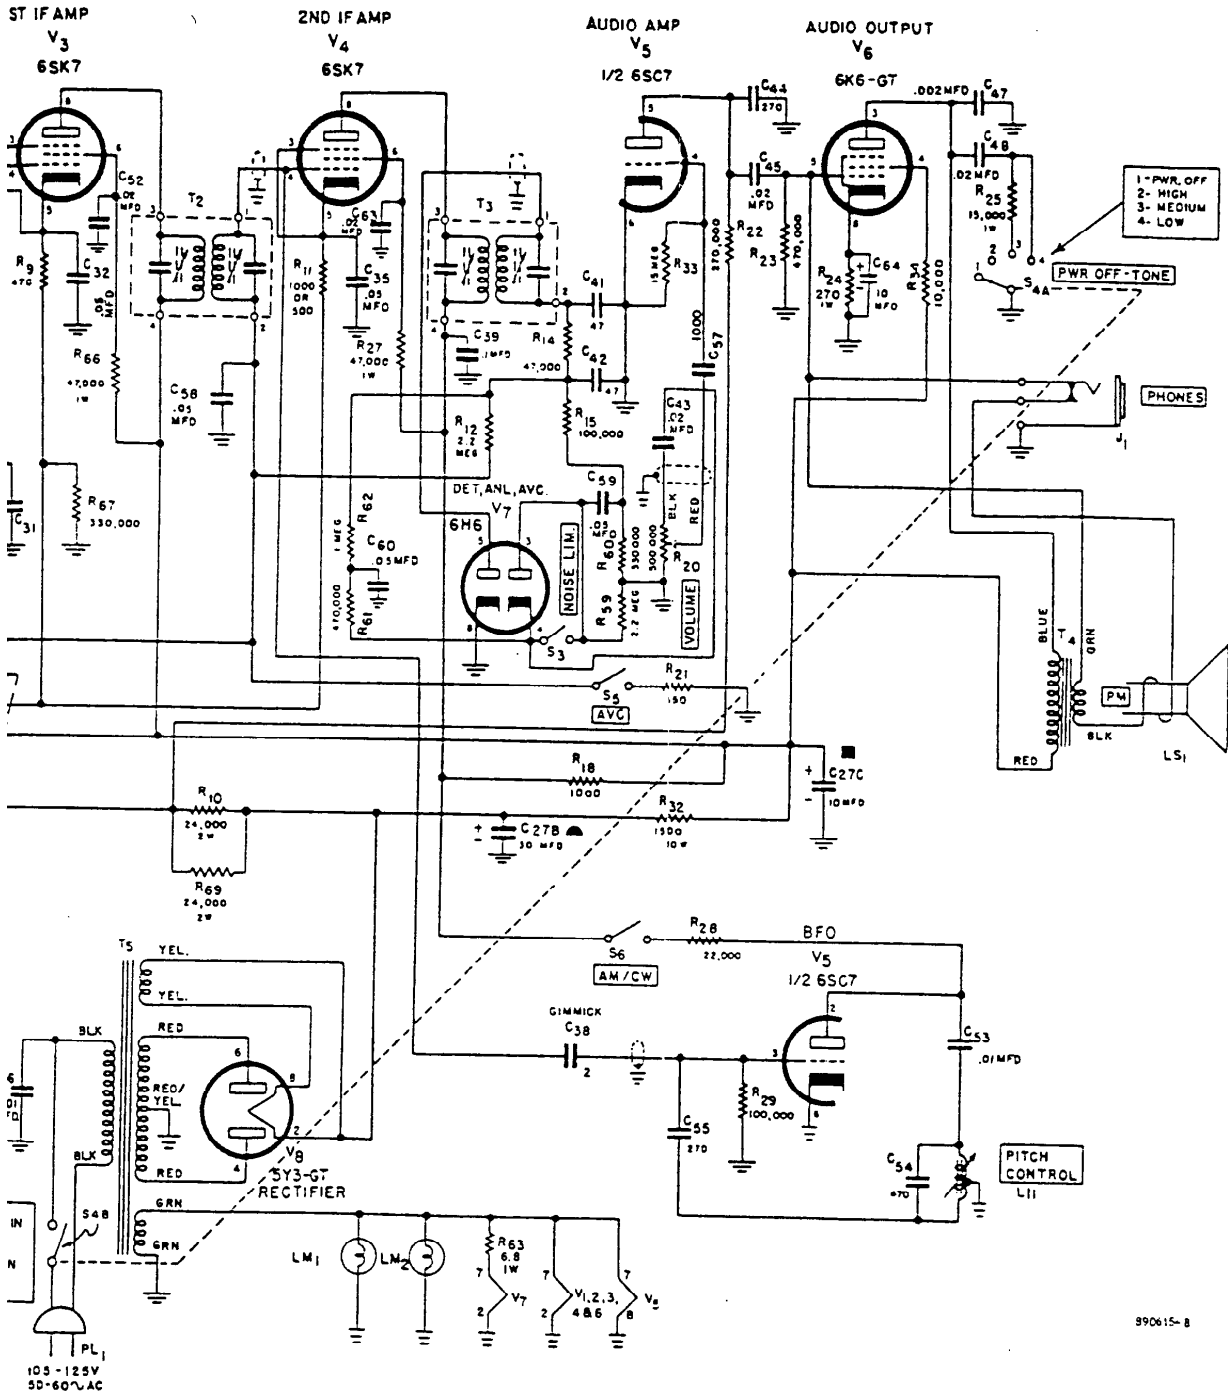 ST IF AMP
V3
6SK7
2ND IF AMP
V4
6SK7
AUDIO AMP
V5
1/2 6SC7
AUDIO OUTPUT
V6
6K6-GT
C44
270
.002MFD
C47
C48
.02MFD
R25
15,000
1W
1-PWR. OFF
2- HIGH
3- MEDIUM
4- LOW
PWR OFF-TONE
S4A
C52
.02
MFD
T2
C63
.02
MFD
T3
C45
.02
MFD
R22
270,000
R23
470,000
R24
270
1W
C64
10
MFD
R34
10,000
R9
470
C32
.05
MFD
R11
1000
OR
500
C35
.05
MFD
C41
47
R33
15 MEG
R66
47,000
1W
C58
.05
MFD
R27
47,000
1W
C39
.1MFD
R14
47,000
C42
47
1000
C57
PHONES
J1
R12
2.2
MEG
R15
100,000
C43
.02
MFD
C31
R67
330,000
DET, ANL, AVC.
V7
6H6
R62
1 MEG
C60
.05MFD
470,000
R61
C59
.05
MFD
NOISE LIM.
R60
330,000
500,000
BLK
RED
R20
R59
2.2 MEG
VOLUME
S3
R21
150
S5
AVC
BLUE
T4
GRN
PM
BLK
RED
LS1
R18
1000
C27C
10MFD
R10
24,000
2W
C27B
30 MFD
R32
1500
10W
R69
24,000
2W
T5
YEL.
YEL.
S6
AM/CW
R28
22,000
BFO
V5
1/2 6SC7
BLK
RED
RED/
YEL.
GIMMICK
C38
2
C53
.01MFD
R29
100,000
C55
270
C54
PITCH
CONTROL
L11
BLK
RED
V8
5Y3-GT
RECTIFIER
GRN
IN
N
S4B
GRN
LM1
LM2
R63
6.8
1W
7
2
V7
7
2
V1,2,3,
4&6
7
8
PL1
105-125V
50-60~AC
890615-B